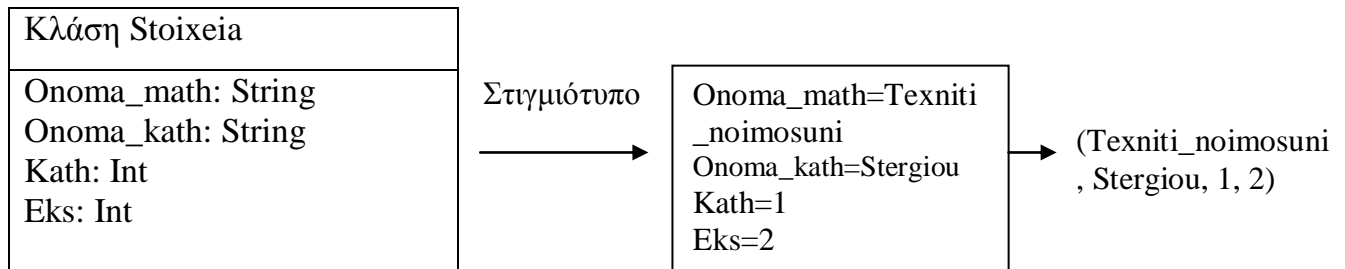 Κλάση Stoixeia
Onoma_math: String
Onoma_kath: String
Kath: Int
Eks: Int
Στιγμιότυπο
Onoma_math=Texniti
_noimosuni
Onoma_kath=Stergiou
Kath=1
Eks=2
(Texniti_noimosuni
, Stergiou, 1, 2)